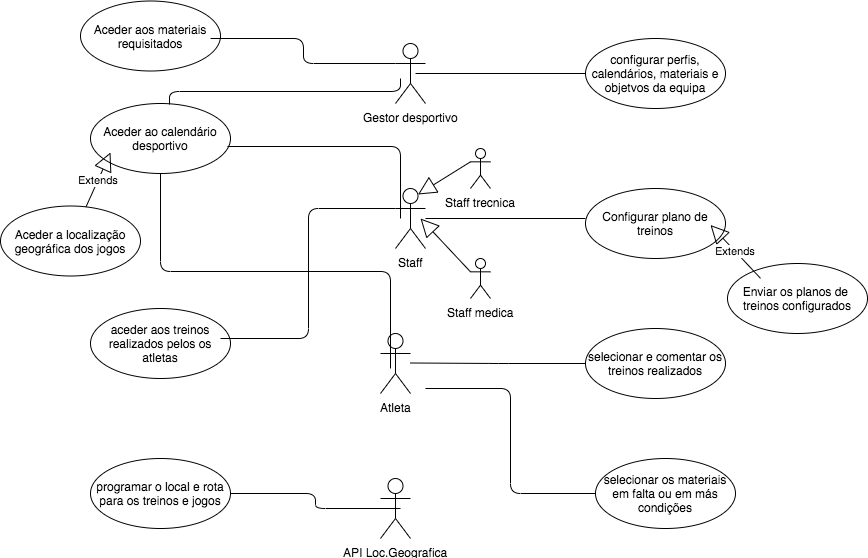 Aceder aos materiais
requisitados
configurar perfis,
calendários, materiais e
objetvos da equipa
Gestor desportivo
Aceder ao calendário
desportivo
Extends
Staff trecnica
Aceder a localização
geográfica dos jogos
Configurar plano de
treinos
Extends
Staff
Enviar os planos de
treinos configurados
Staff medica
aceder aos treinos
realizados pelos os
atletas
selecionar e comentar os
treinos realizados
Atleta
programar o local e rota
para os treinos e jogos
selecionar os materiais
em falta ou em más
condições
API Loc.Geografica